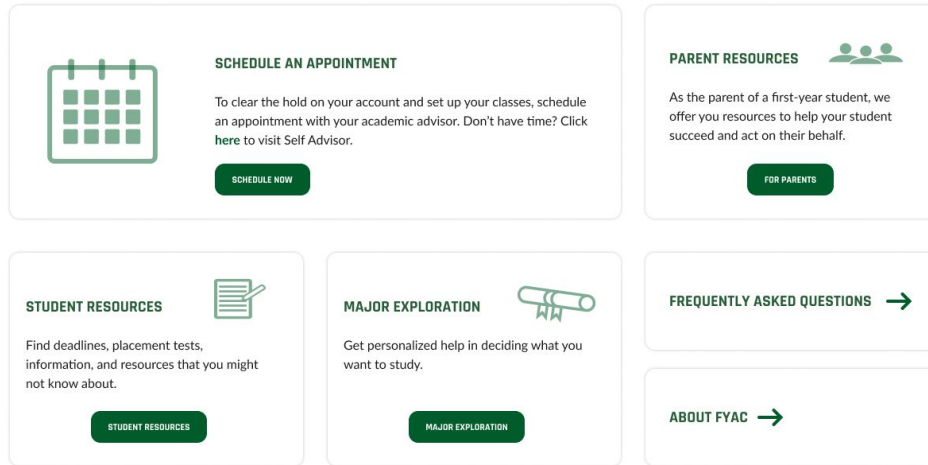 SCHEDULE AN APPOINTMENT
To clear the hold on your account and set up your classes, schedule
an appointment with your academic advisor. Don’t have time? Click
here to visit Self Advisor.
SCHEDULE NOW
PARENT RESOURCES
As the parent of a first-year student, we
offer you resources to help your student
succeed and act on their behalf.
FOR PARENTS
STUDENT RESOURCES
Find deadlines, placement tests,
information, and resources that you might
not know about.
STUDENT RESOURCES
MAJOR EXPLORATION
Get personalized help in deciding what you
want to study.
MAJOR EXPLORATION
FREQUENTLY ASKED QUESTIONS
ABOUT FYAC